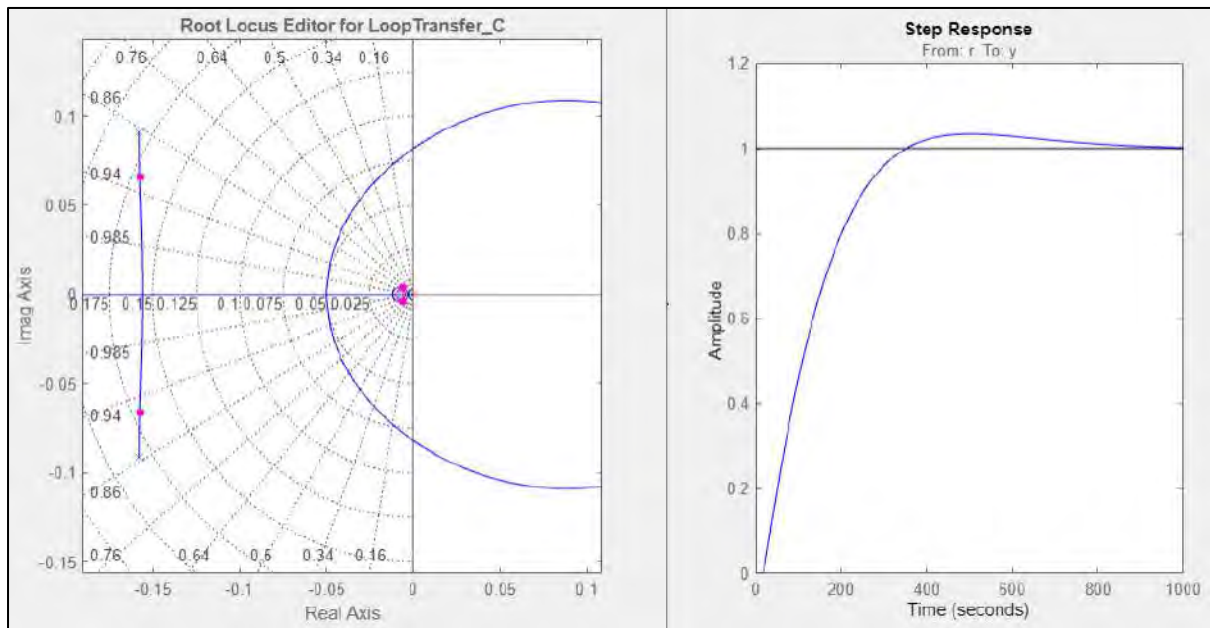 Root Locus Editor for LoopTransfer_C
0.76 0.64 0.5 0.34 0.16
0.86
0.94
0.985
0.175 0.15 0.125 0.1 0.075 0.05 0.025
0.985
0.94
0.86
0.76 0.64 0.5 0.34 0.16
0.1
0.05
0
-0.05
-0.1
-0.15
Imag Axis
-0.15 -0.1 -0.05 0 0.05 0.1
Real Axis
Step Response
From: r To: y
1.2
1
0.8
0.6
0.4
0.2
0
Amplitude
0 200 400 600 800 1000
Time (seconds)